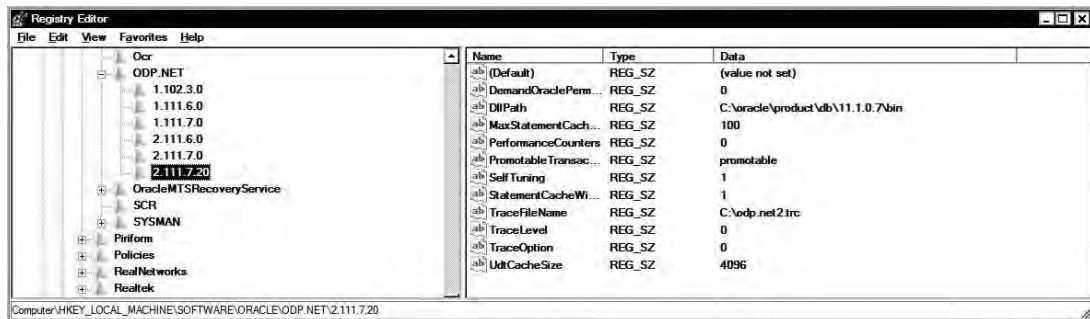 Registry Editor
File Edit View Favorites Help
Ocr
ODP.NET
1.102.3.0
1.111.6.0
1.111.7.0
2.111.6.0
2.111.7.0
2.111.7.20
OracleMTSRecoveryService
SCR
SYSMAN
Piriform
Policies
RealNetworks
Realtek
Name Type Data
(Default) REG_SZ (value not set)
DemandOraclePerm... REG_SZ 0
DllPath REG_SZ C:\oracle\product\db\11.1.0.7\bin
MaxStatementCach... REG_SZ 100
PerformanceCounters REG_SZ 0
PromotableTransac... REG_SZ promotable
SelfTuning REG_SZ 1
StatementCacheWi... REG_SZ 1
TraceFileName REG_SZ C:\odp.net2.trc
TraceLevel REG_SZ 0
TraceOption REG_SZ 0
UdtCacheSize REG_SZ 4096
Computer\HKEY_LOCAL_MACHINE\SOFTWARE\ORACLE\ODP.NET\2.111.7.20